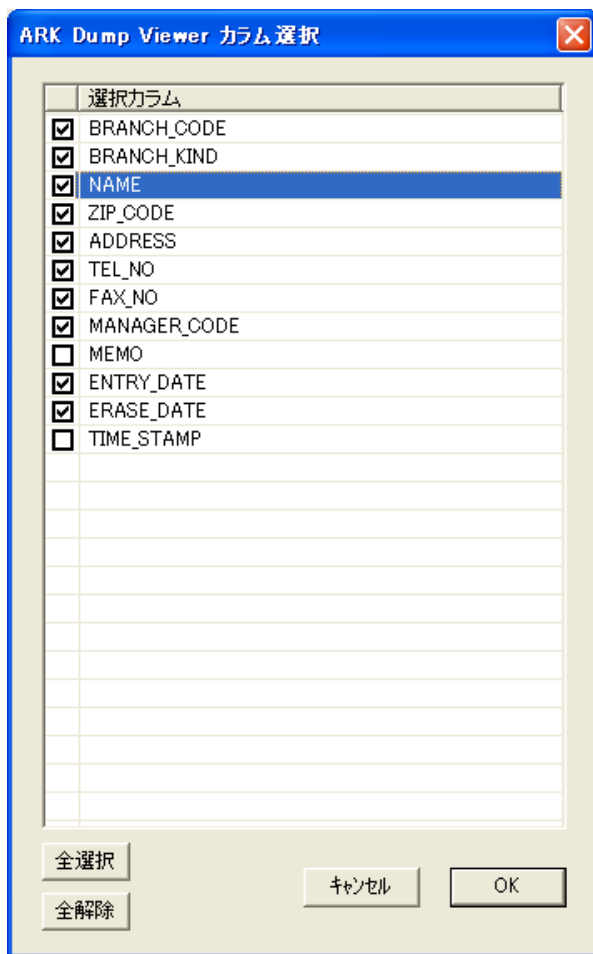 ARK Dump Viewer カラム選択
選択カラム
BRANCH_CODE
BRANCH_KIND
NAME
ZIP_CODE
ADDRESS
TEL_NO
FAX_NO
MANAGER_CODE
MEMO
ENTRY_DATE
ERASE_DATE
TIME_STAMP
全選択
キャンセル
OK
全解除